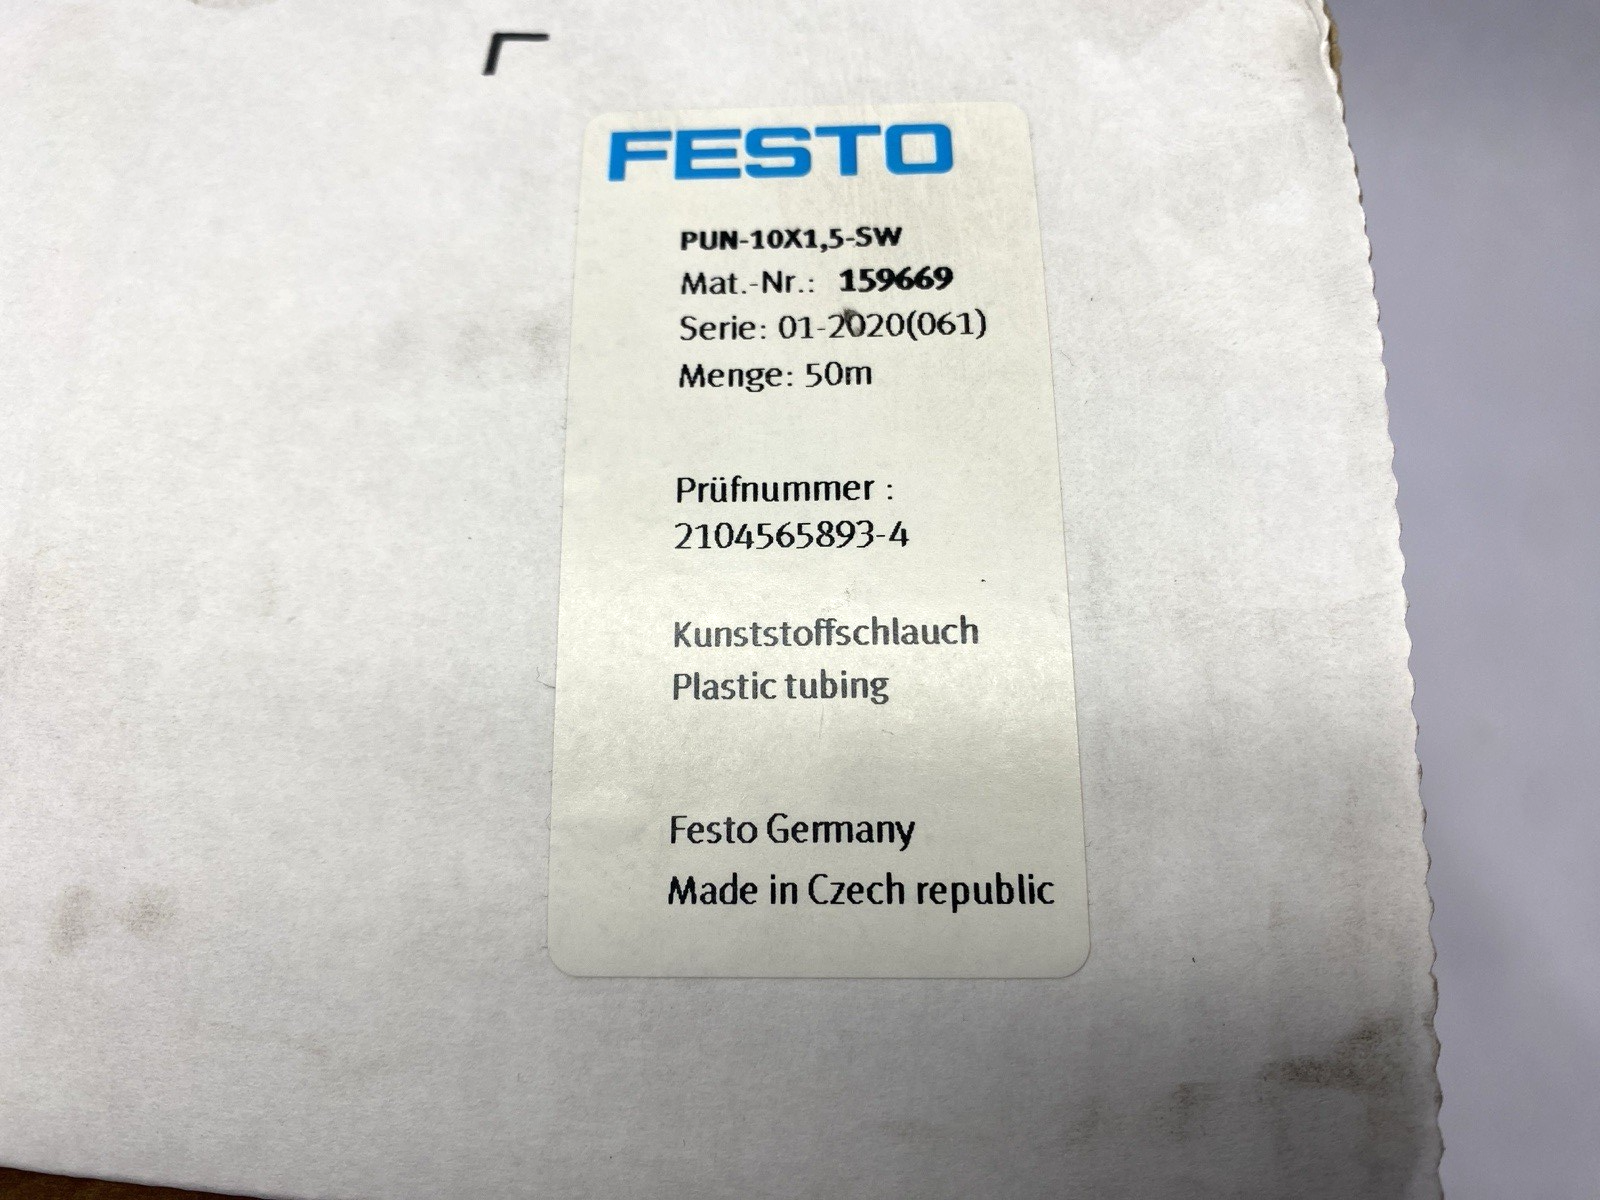 FESTO
PUN-10X1,5-SW
Mat.-Nr.: 159669
Serie: 01-2020(061)
Menge: 50m
Prüfnummer :
2104565893-4
Kunststoffschlauch
Plastic tubing
Festo Germany
Made in Czech republic